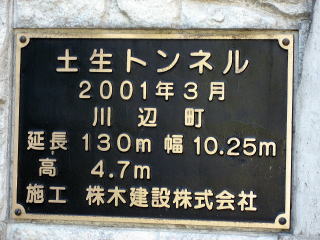 土生トンネル
2001年3月
川辺町
延長 130m 幅 10.25m
高 4.7m
施工 株木建設株式会社